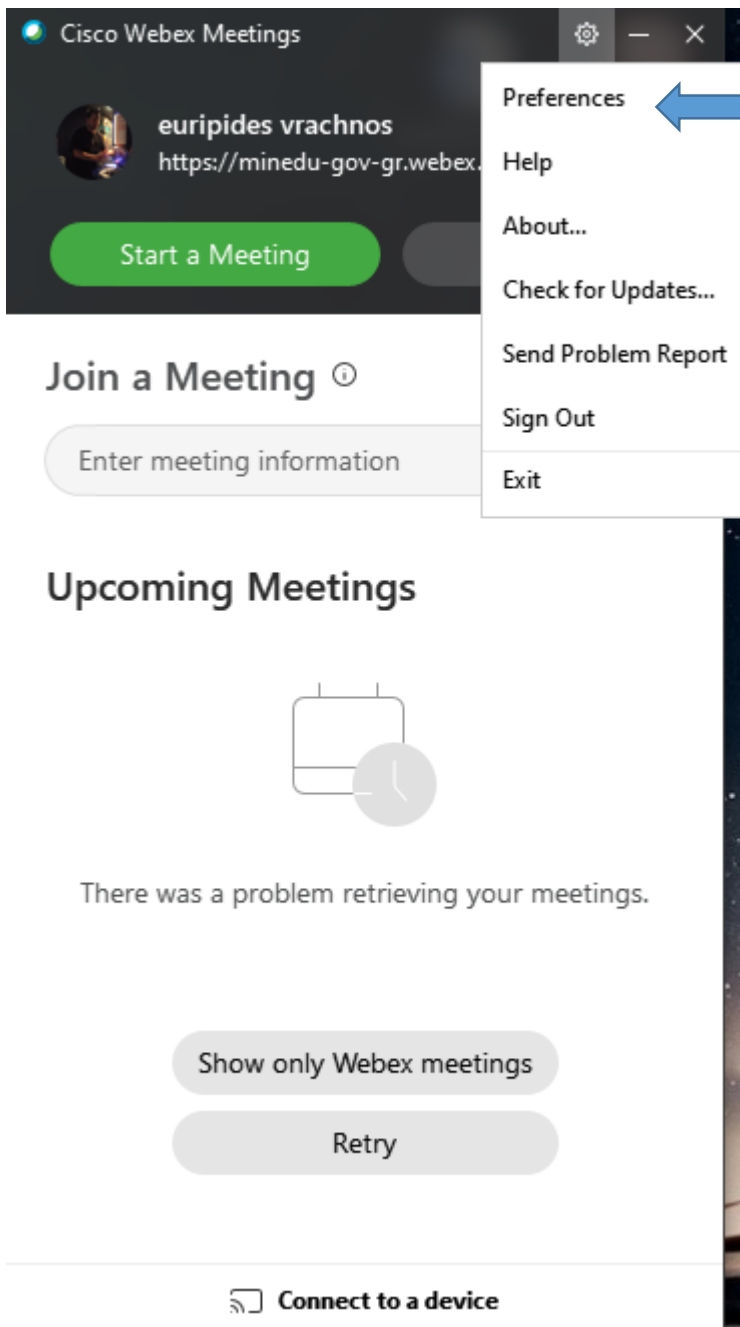 Cisco Webex Meetings
euripides vrachnos
https://minedu-gov-gr.webex.
Start a Meeting
Preferences
Help
About...
Check for Updates...
Send Problem Report
Sign Out
Exit
Join a Meeting
Enter meeting information
Upcoming Meetings
There was a problem retrieving your meetings.
Show only Webex meetings
Retry
Connect to a device